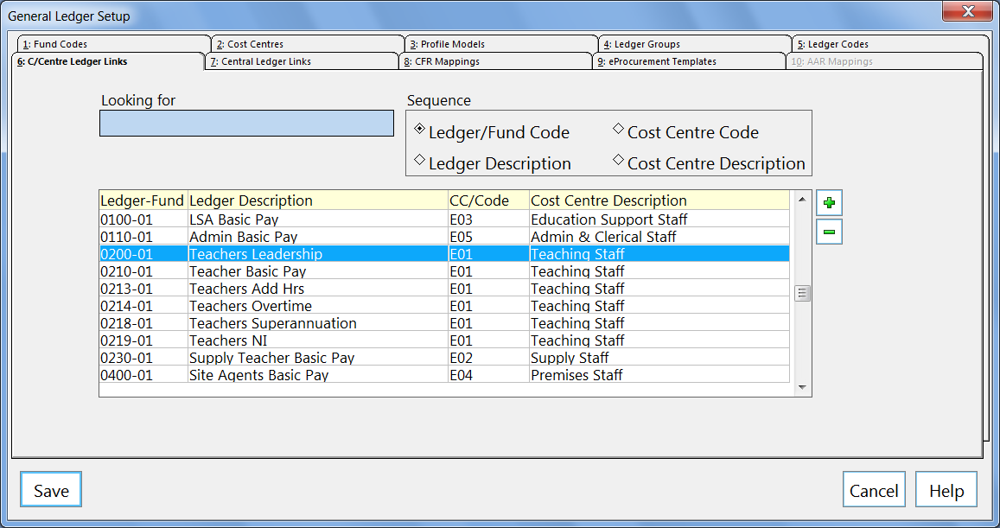 General Ledger Setup
1: Fund Codes 2: Cost Centres 3: Profile Models 4: Ledger Groups 5: Ledger Codes
6: C/Centre Ledger Links 7: Central Ledger Links 8: CFR Mappings 9: eProcurement Templates 10: AAR Mappings
Looking for Sequence
Ledger/Fund Code Cost Centre Code
Ledger Description Cost Centre Description
Ledger-Fund Ledger Description CC/Code Cost Centre Description
0100-01 LSA Basic Pay E03 Education Support Staff
0110-01 Admin Basic Pay E05 Admin & Clerical Staff
0200-01 Teachers Leadership E01 Teaching Staff
0210-01 Teacher Basic Pay E01 Teaching Staff
0213-01 Teachers Add Hrs E01 Teaching Staff
0214-01 Teachers Overtime E01 Teaching Staff
0218-01 Teachers Superannuation E01 Teaching Staff
0219-01 Teachers NI E01 Teaching Staff
0230-01 Supply Teacher Basic Pay E02 Supply Staff
0400-01 Site Agents Basic Pay E04 Premises Staff
Save Cancel Help